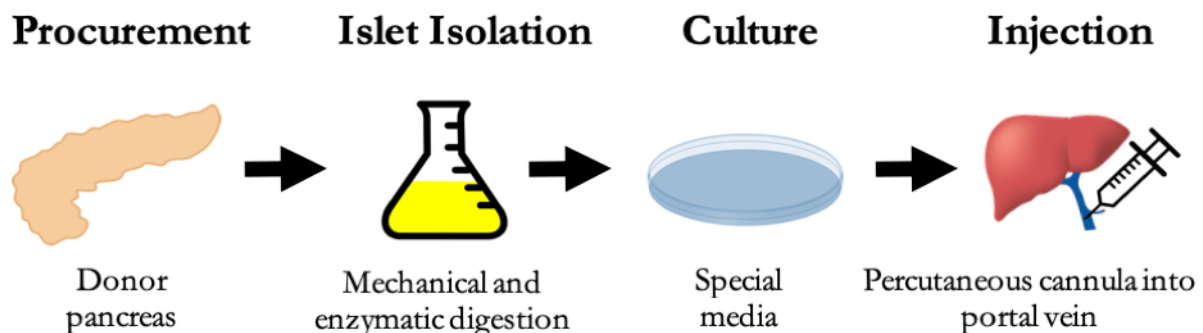 Procurement
Islet Isolation
Culture
Injection
Donor
pancreas
Mechanical and
enzymatic digestion
Special
media
Percutaneous cannula into
portal vein